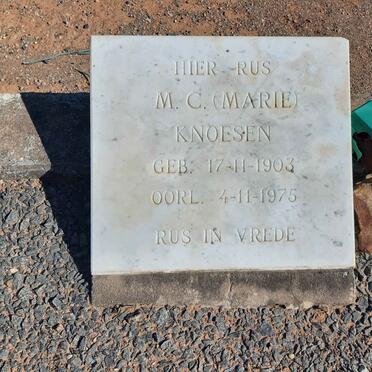 HIER RUS
M. C. (MARIE)
KNOESEN
GEB. 17-11-1903
OORL. 4-11-1975
RUS IN VREDE